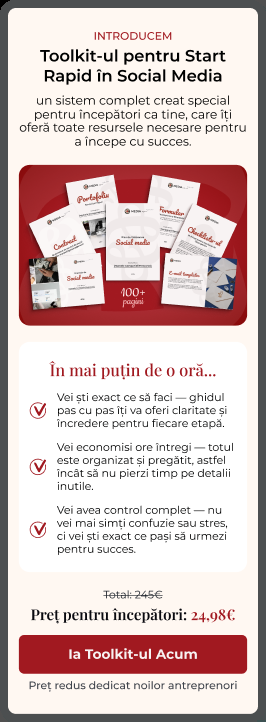 INTRODUCEM
Toolkit-ul pentru Start
Rapid în Social Media
un sistem complet creat special
pentru începători ca tine, care îți
oferă toate resursele necesare pentru
a începe cu succes.
Portofoliu
Formular
Contract
Social media
Checklist-uri
Social media
E-mail templates
100+
pagini
În mai puțin de o oră...
Vei ști exact ce să faci — ghidul
pas cu pas îți va oferi claritate și
încredere pentru fiecare etapă.
Vei economisi ore întregi — totul
este organizat și pregătit, astfel
încât să nu pierzi timp pe detalii
inutile.
Vei avea control complet — nu
vei mai simți confuzie sau stres,
ci vei ști exact ce pași să urmezi
pentru succes.
Total: 245€
Preț pentru începători: 24,98€
Ia Toolkit-ul Acum
Preț redus dedicat noilor antreprenori